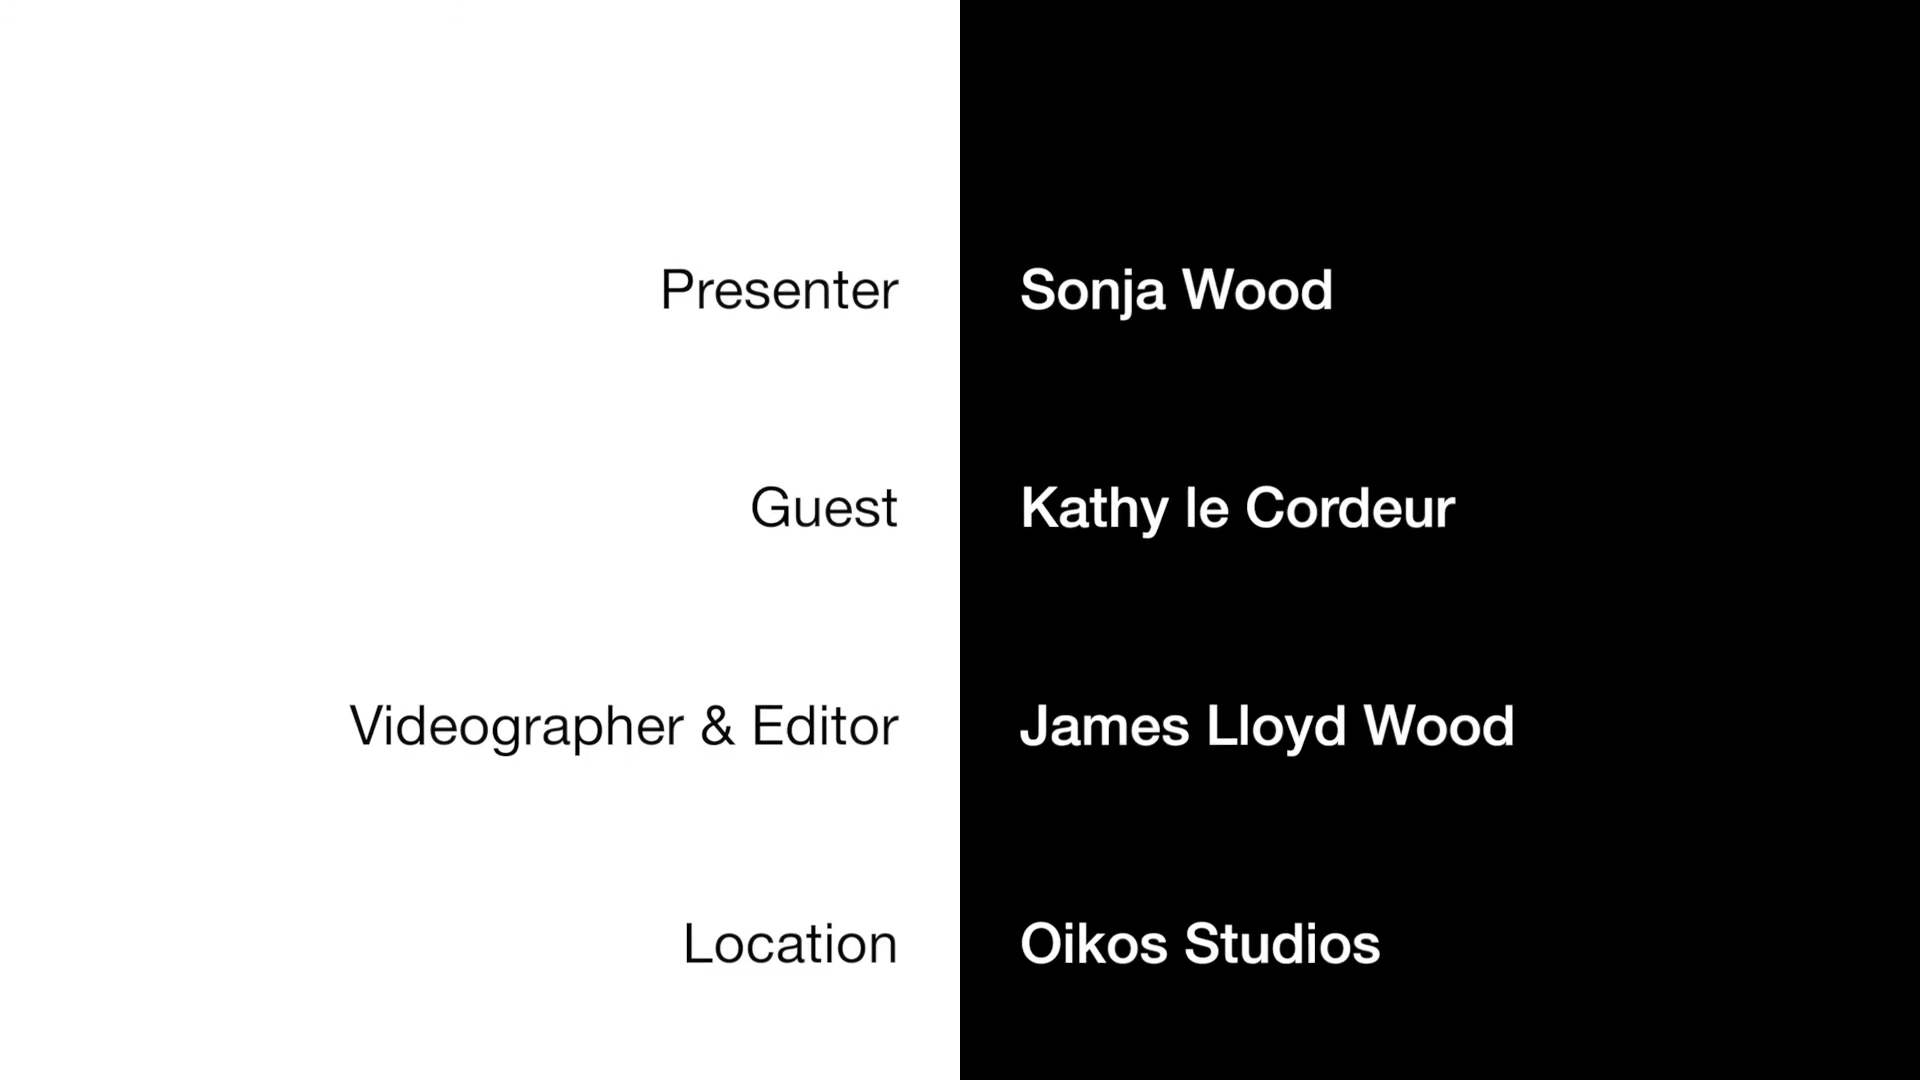 Presenter Sonja Wood
Guest Kathy le Cordeur
Videographer & Editor James Lloyd Wood
Location Oikos Studios